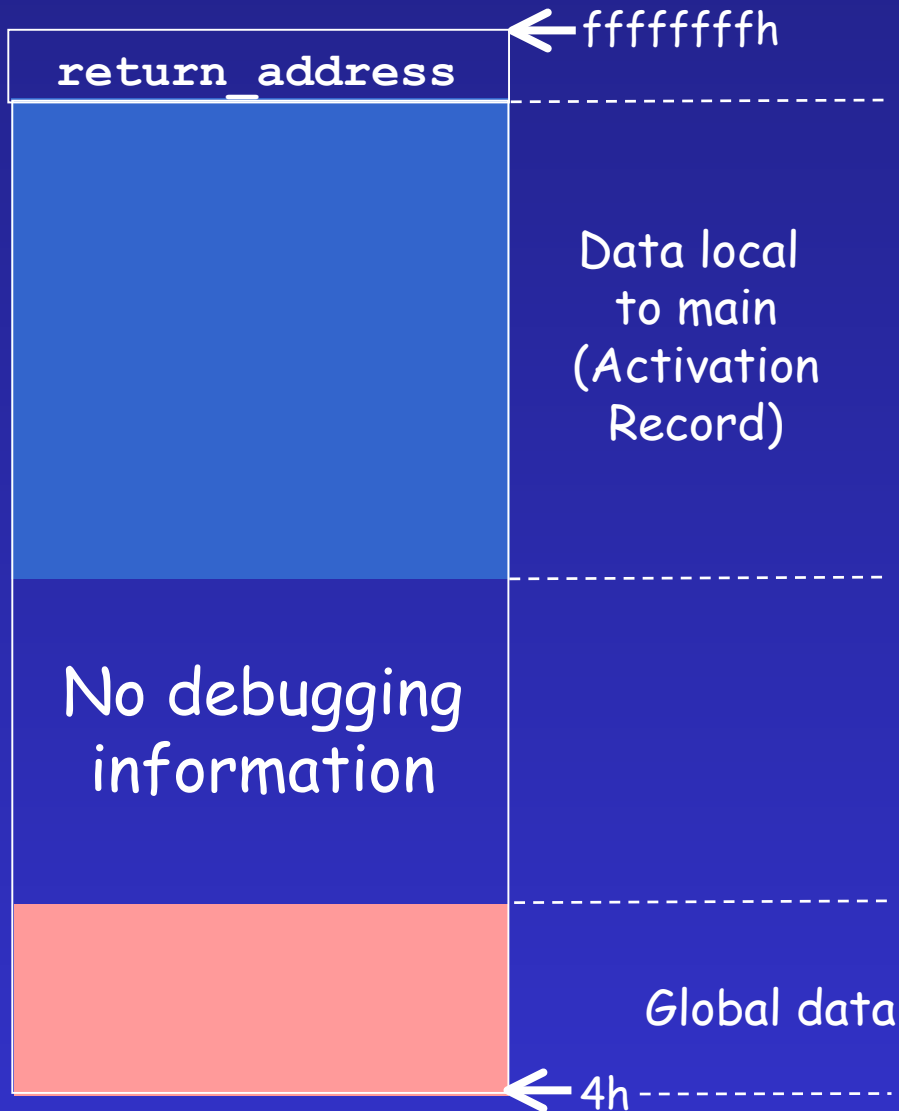 ffffffffh
return_address
Data local
to main
(Activation
Record)
No debugging
information
Global data
4h